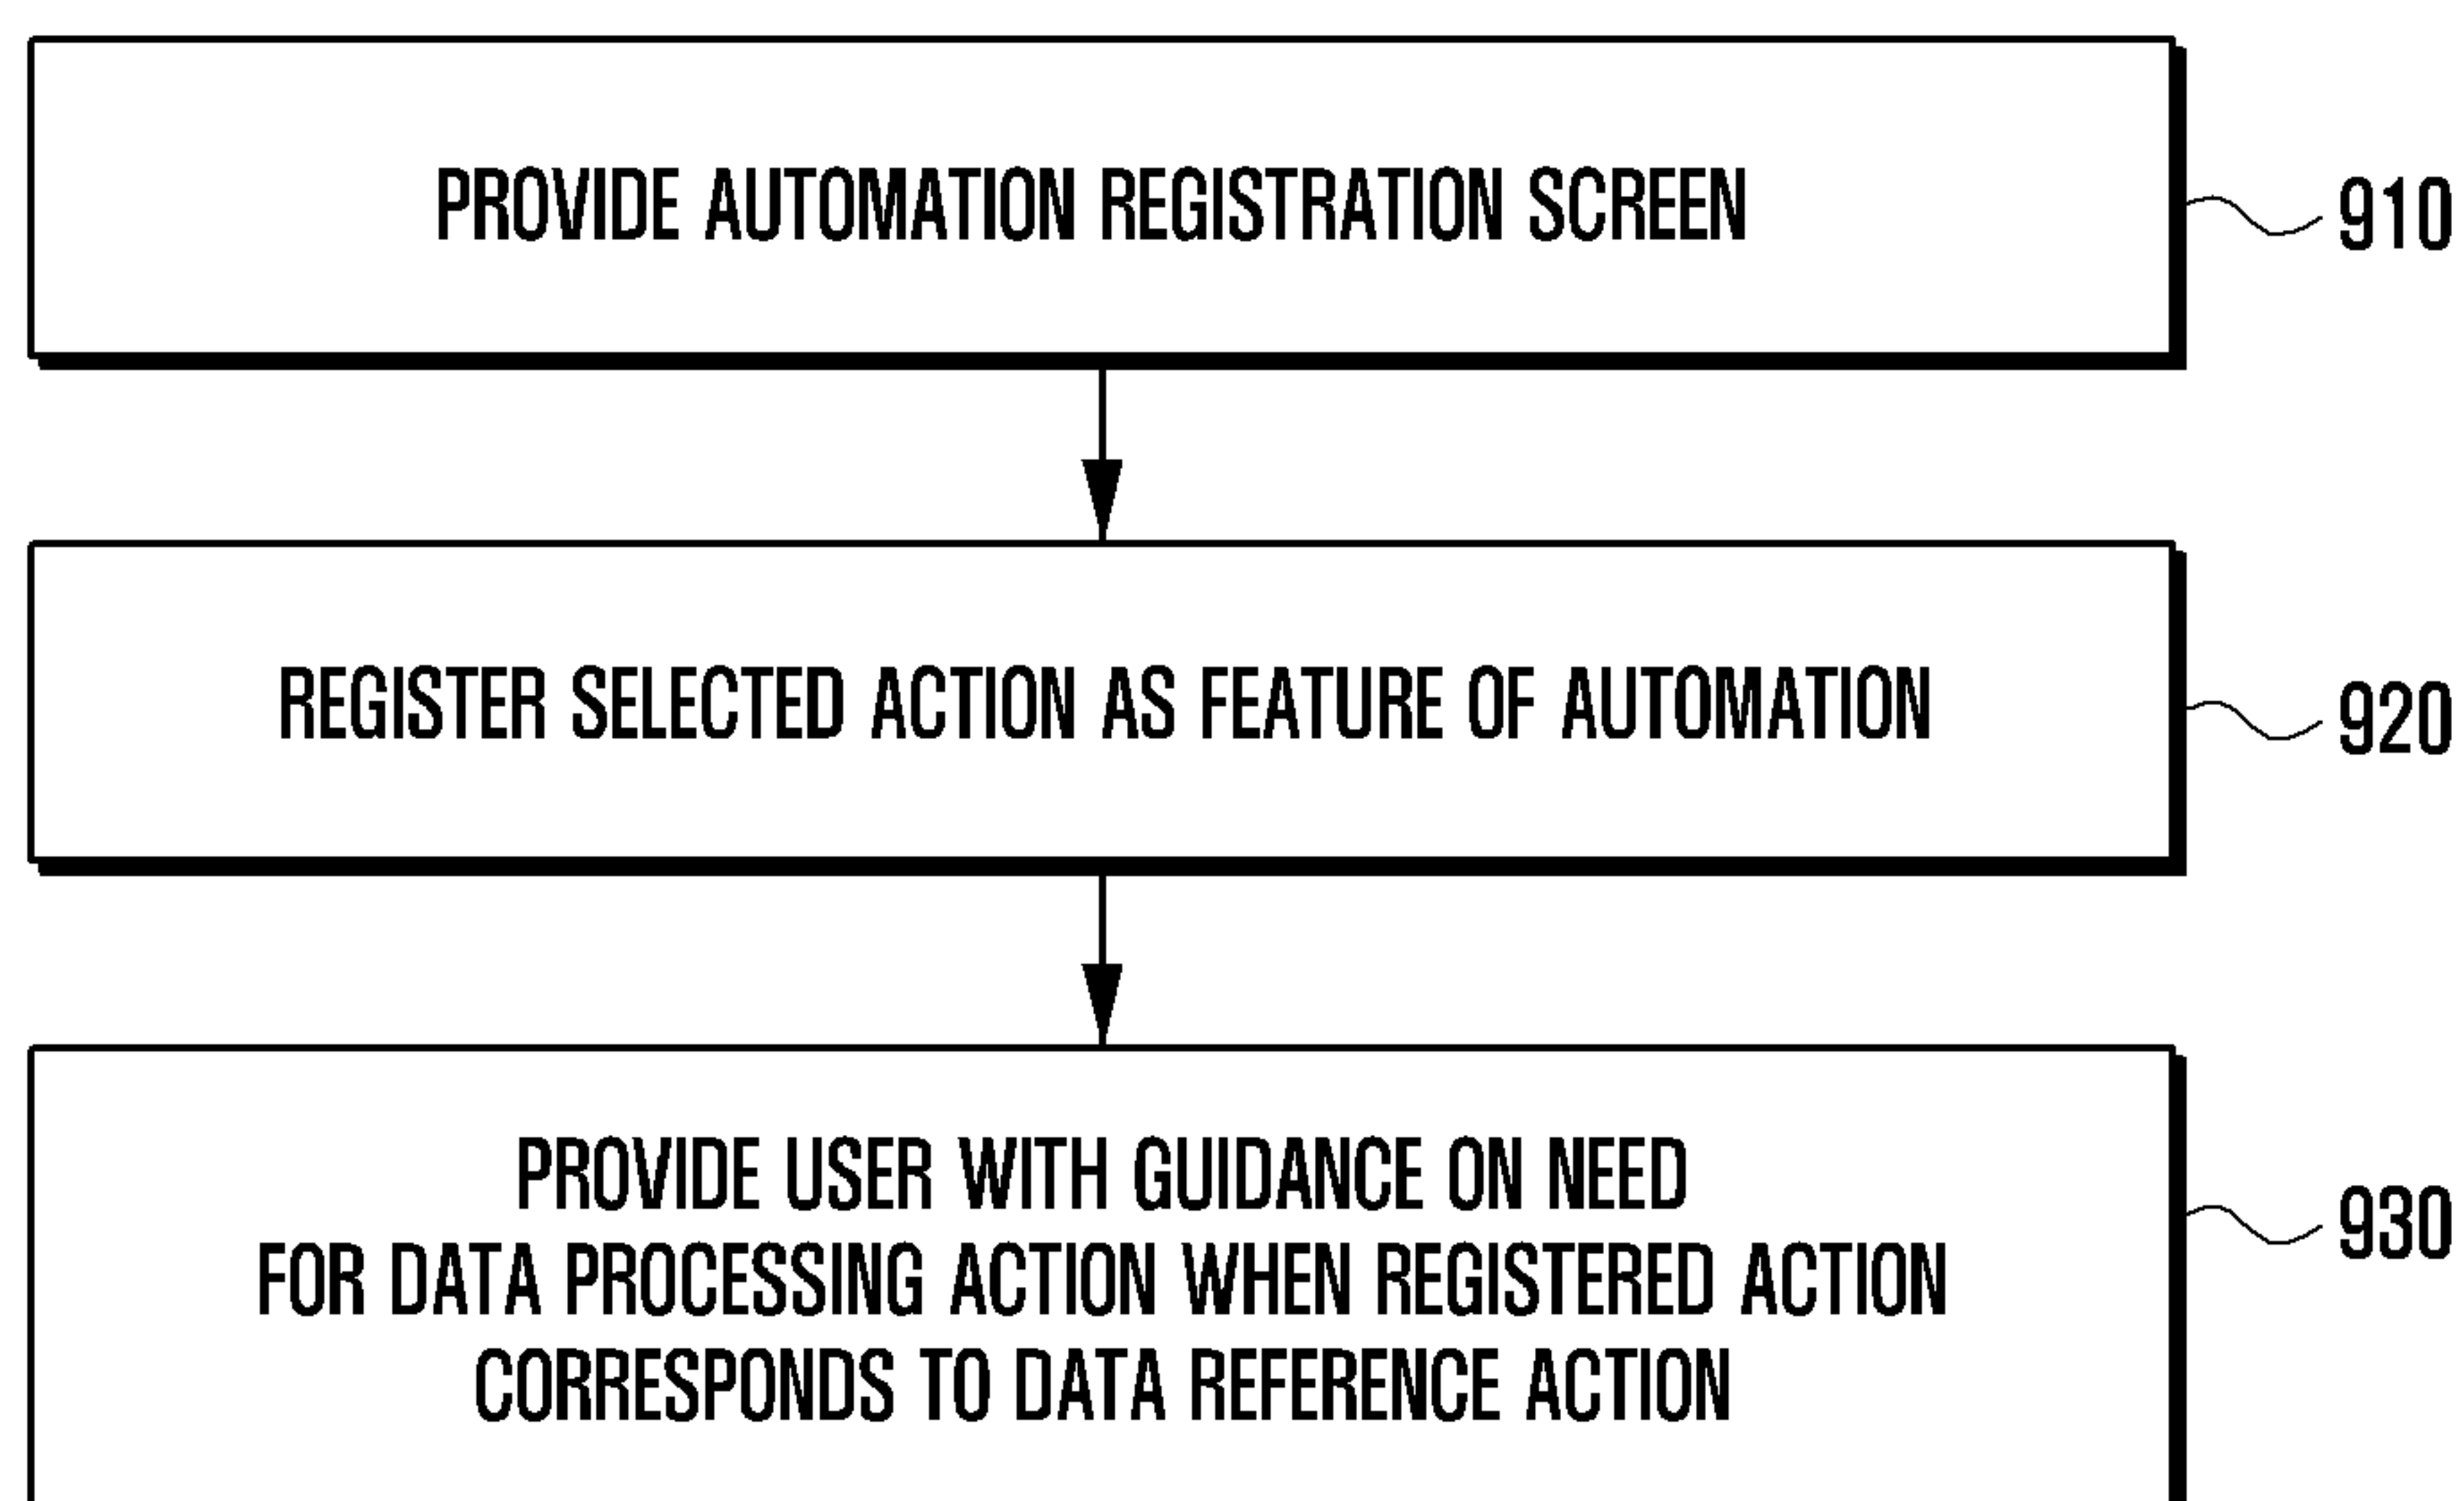 PROVIDE AUTOMATION REGISTRATION SCREEN
910
REGISTER SELECTED ACTION AS FEATURE OF AUTOMATION
920
PROVIDE USER WITH GUIDANCE ON NEED
FOR DATA PROCESSING ACTION WHEN REGISTERED ACTION
CORRESPONDS TO DATA REFERENCE ACTION
930